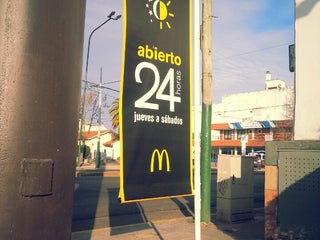 abierto
24
horas
jueves a sábados